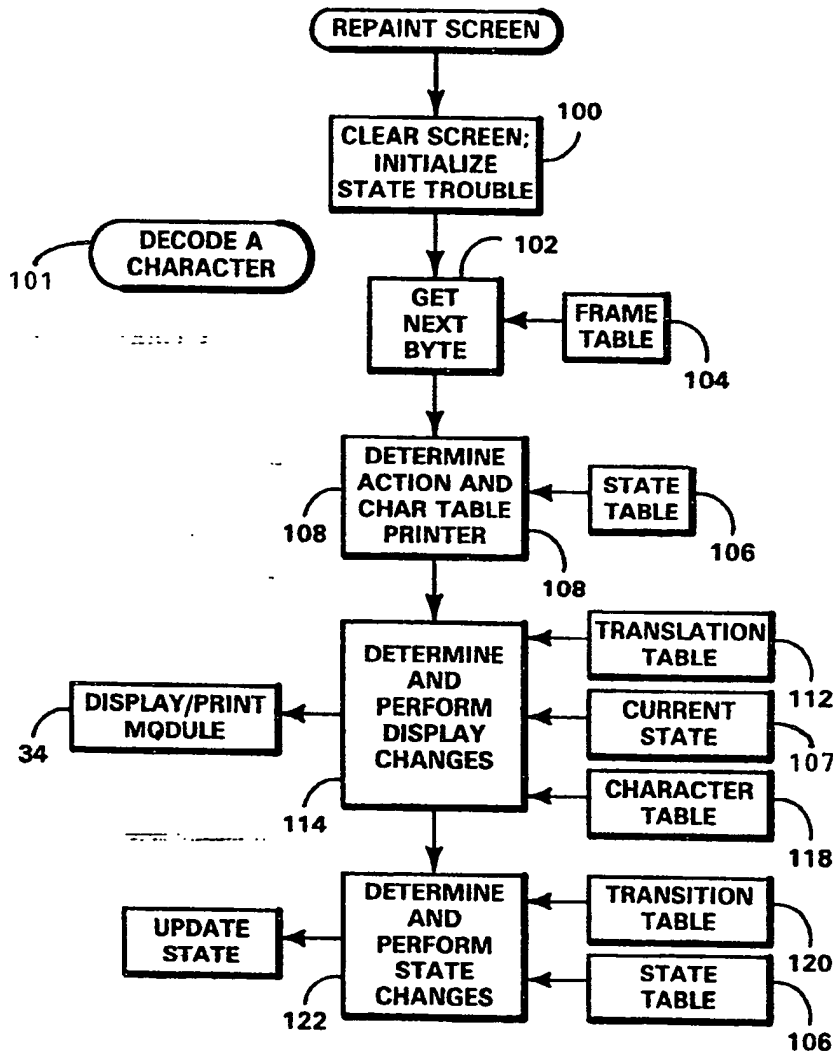 REPAINT SCREEN
100
CLEAR SCREEN;
INITIALIZE
STATE TROUBLE
101
DECODE A
CHARACTER
102
GET
NEXT
BYTE
FRAME
TABLE
104
108
DETERMINE
ACTION AND
CHAR TABLE
PRINTER
108
STATE
TABLE
106
DETERMINE
AND
PERFORM
DISPLAY
CHANGES
114
TRANSLATION
TABLE
112
DISPLAY/PRINT
MODULE
34
CURRENT
STATE
107
CHARACTER
TABLE
118
DETERMINE
AND
PERFORM
STATE
CHANGES
122
TRANSITION
TABLE
120
UPDATE
STATE
STATE
TABLE
106